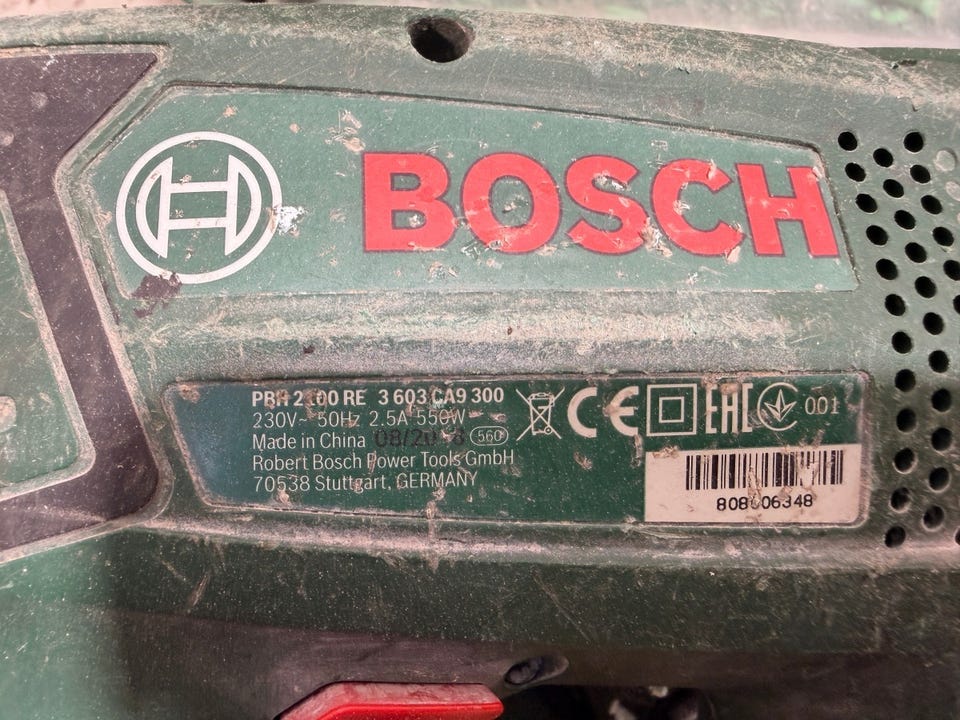 BOSCH
RE 3 603 CA9 300
230V~ 50Hz 2.5A 550W
Made in China 560
Robert Bosch Power Tools GmbH
70538 Stuttgart, GERMANY
CE EAC 001